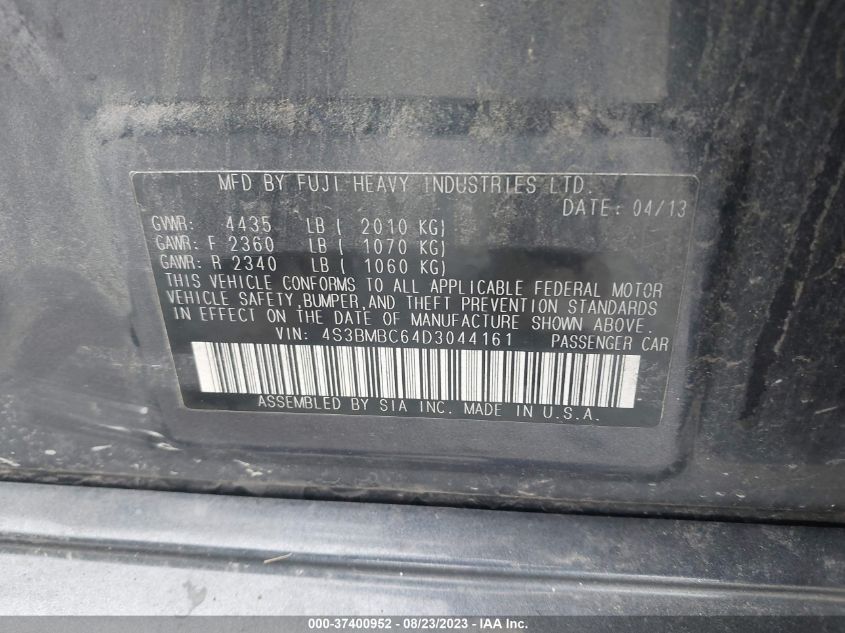 MFD BY FUJI HEAVY INDUSTRIES LTD.
DATE: 04/13
GVWR: 4435 LB ( 2010 KG)
GAWR: F 2360 LB ( 1070 KG)
GAWR: R 2340 LB ( 1060 KG)
THIS VEHICLE CONFORMS TO ALL APPLICABLE FEDERAL MOTOR
VEHICLE SAFETY,BUMPER,AND THEFT PREVENTION STANDARDS
IN EFFECT ON THE DATE OF MANUFACTURE SHOWN ABOVE.
VIN: 4S3BMBC64D3044161 PASSENGER CAR
ASSEMBLED BY SIA INC. MADE IN U.S.A.
000-37400952 - 08/23/2023 - IAA Inc.